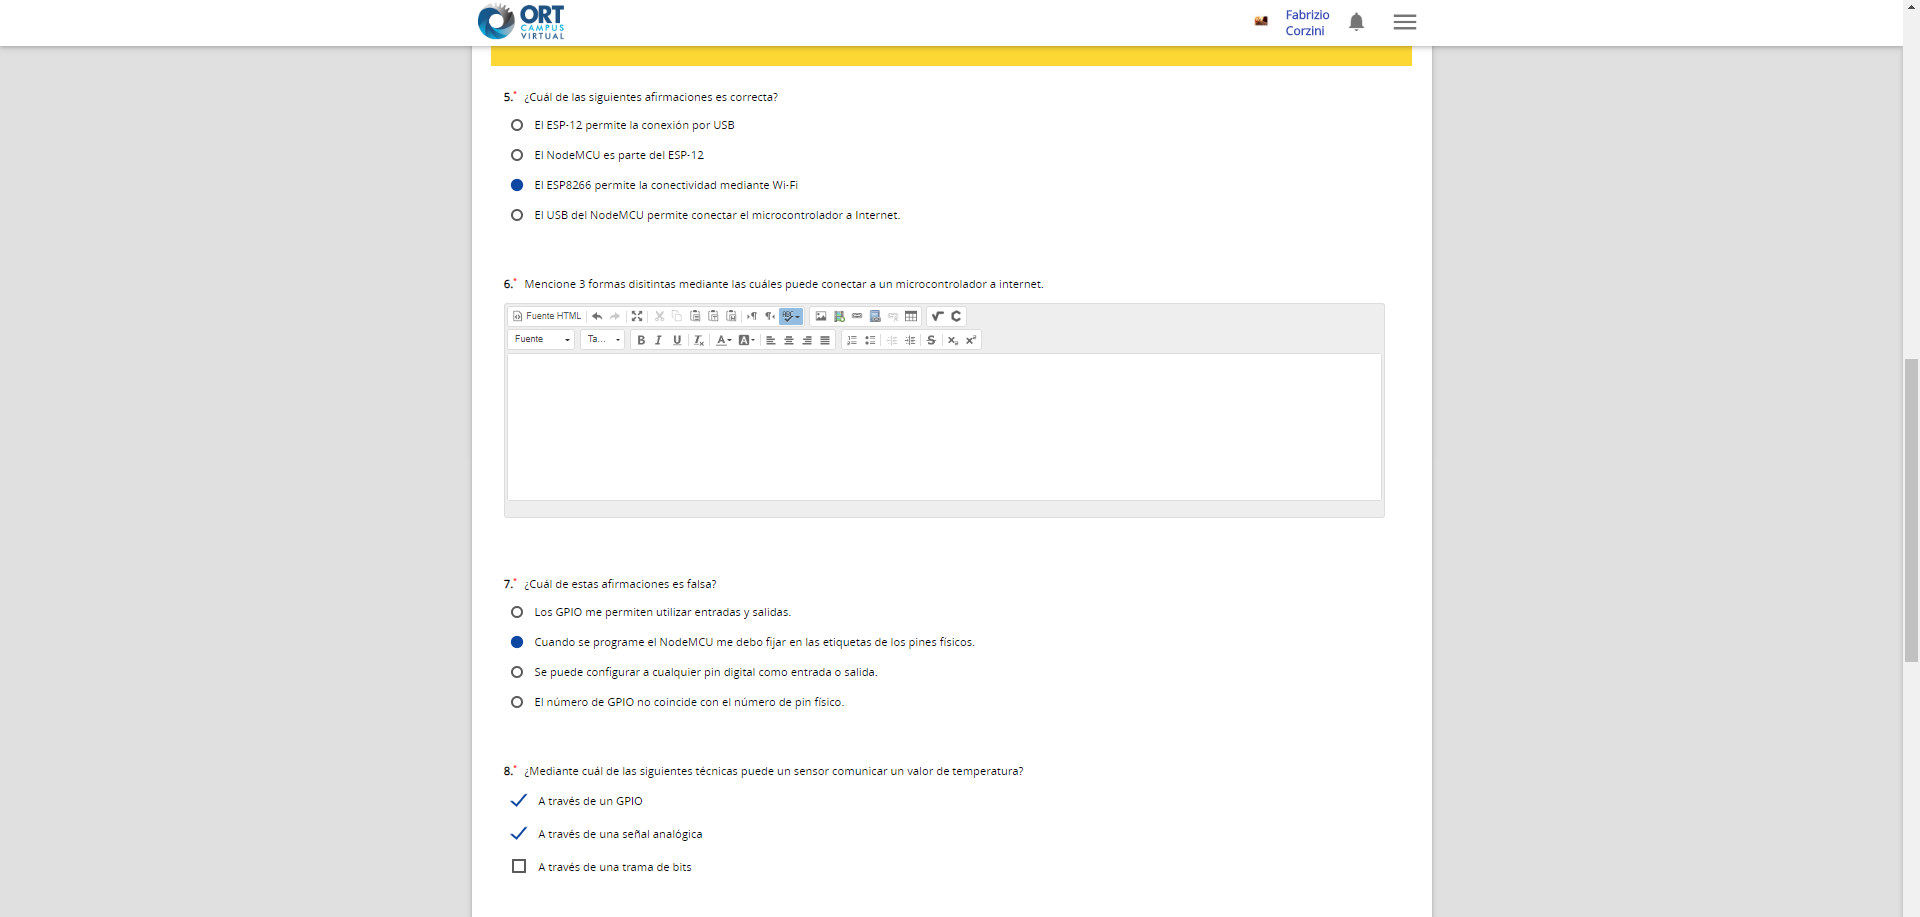 ORT
CAMPUS
VIRTUAL
Fabrizio
Corzini
5.* ¿Cuál de las siguientes afirmaciones es correcta?
El ESP-12 permite la conexión por USB
El NodeMCU es parte del ESP-12
El ESP8266 permite la conectividad mediante Wi-Fi
El USB del NodeMCU permite conectar el microcontrolador a Internet.
6.* Mencione 3 formas disitintas mediante las cuáles puede conectar a un microcontrolador a internet.
Fuente HTML
Fuente Ta...
7.* ¿Cuál de estas afirmaciones es falsa?
Los GPIO me permiten utilizar entradas y salidas.
Cuando se programe el NodeMCU me debo fijar en las etiquetas de los pines físicos.
Se puede configurar a cualquier pin digital como entrada o salida.
El número de GPIO no coincide con el número de pin físico.
8.* ¿Mediante cuál de las siguientes técnicas puede un sensor comunicar un valor de temperatura?
A través de un GPIO
A través de una señal analógica
A través de una trama de bits